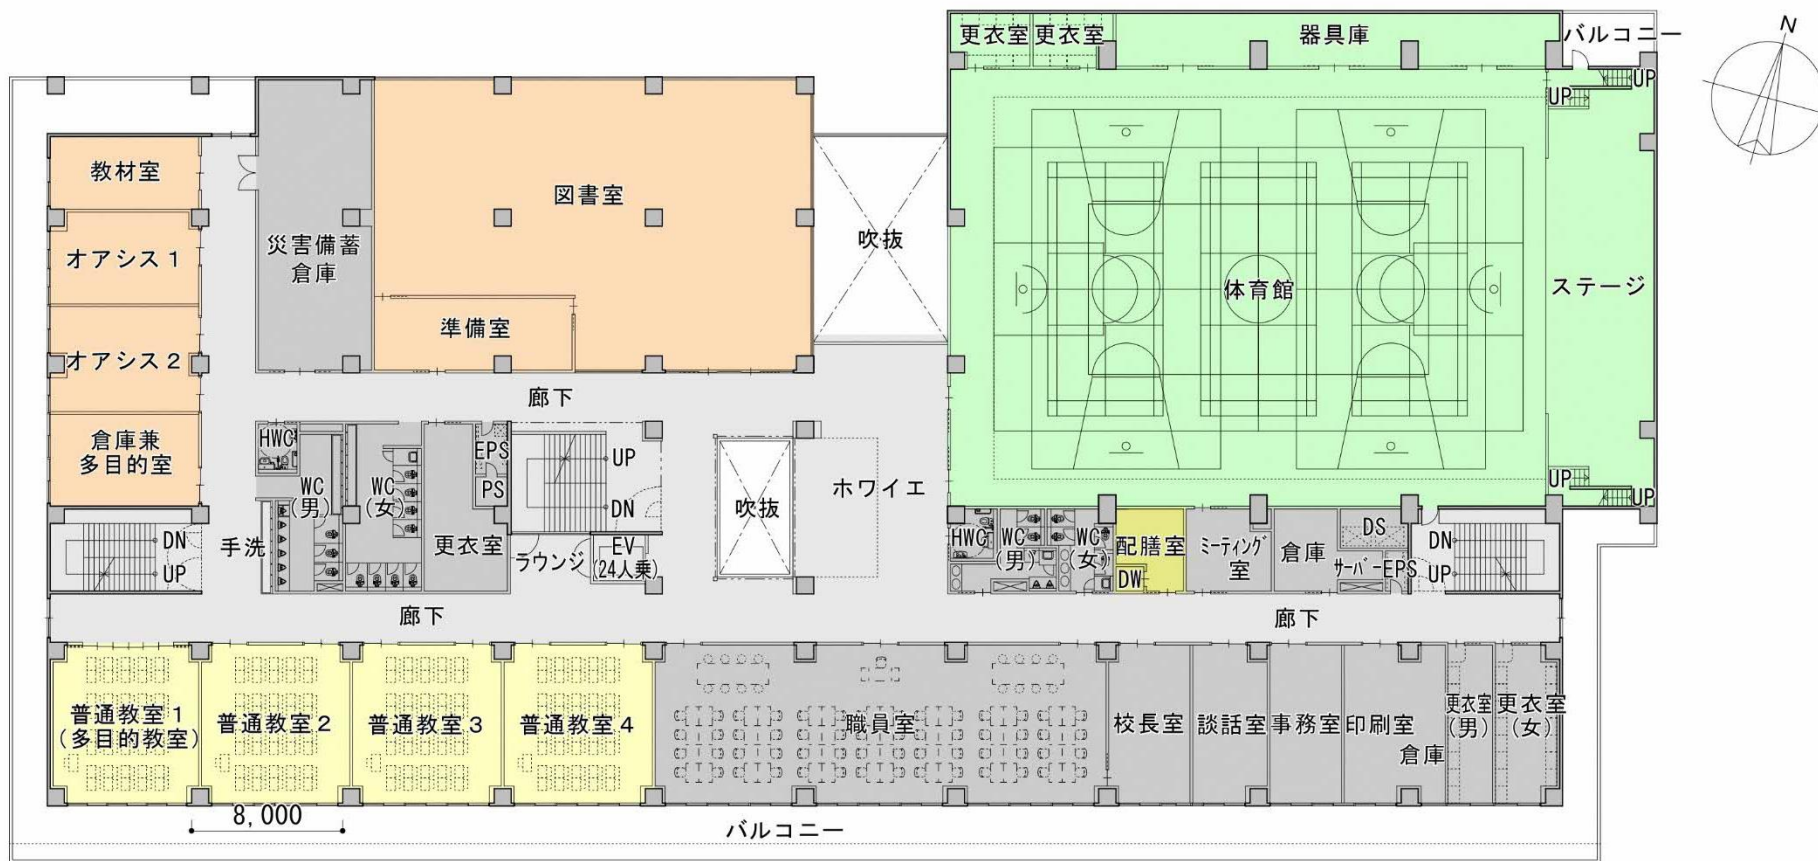 更衣室
更衣室
器具庫
バルコニー
N
UP
UP
教材室
図書室
オアシス1
災害備蓄
倉庫
吹抜
体育館
ステージ
準備室
オアシス2
廊下
倉庫兼
多目的室
HWC
WC
(男)
WC
(女)
EPS
PS
UP
DN
吹抜
ホワイエ
UP
UP
DN
UP
手洗
更衣室
ラウンジ
EV
(24人乗)
HWC
WC
(男)
WC
(女)
配膳室
DW
ミーティング
室
倉庫
DS
サーバー
EPS
DN
UP
廊下
廊下
普通教室1
(多目的教室)
普通教室2
普通教室3
普通教室4
職員室
校長室
談話室
事務室
印刷室
倉庫
更衣室
(男)
更衣室
(女)
8,000
バルコニー